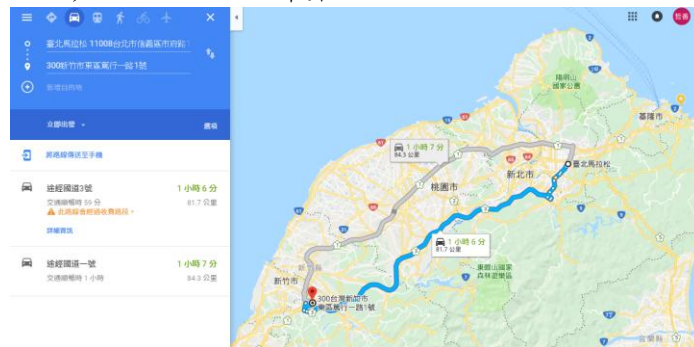 臺北馬拉松 11008台北市信義區市府路1
300新竹市東區篤行一路1號
新增目的地
立即出發
選項
將路線傳送至手機
途經國道3號
1 小時 6 分
交通順暢時 59 分
81.7 公里
此路線會經過收費路段。
詳細資訊
途經國道一號
1 小時 7 分
交通順暢時 1 小時
84.3 公里
陽明山
國家公園
基隆市
1 小時 7 分
84.3 公里
臺北馬拉松
新北市
桃園市
1 小時 6 分
81.7 公里
東眼山國家
森林遊樂區
新竹市
300台灣新竹市
東區篤行一路1號
宜蘭縣